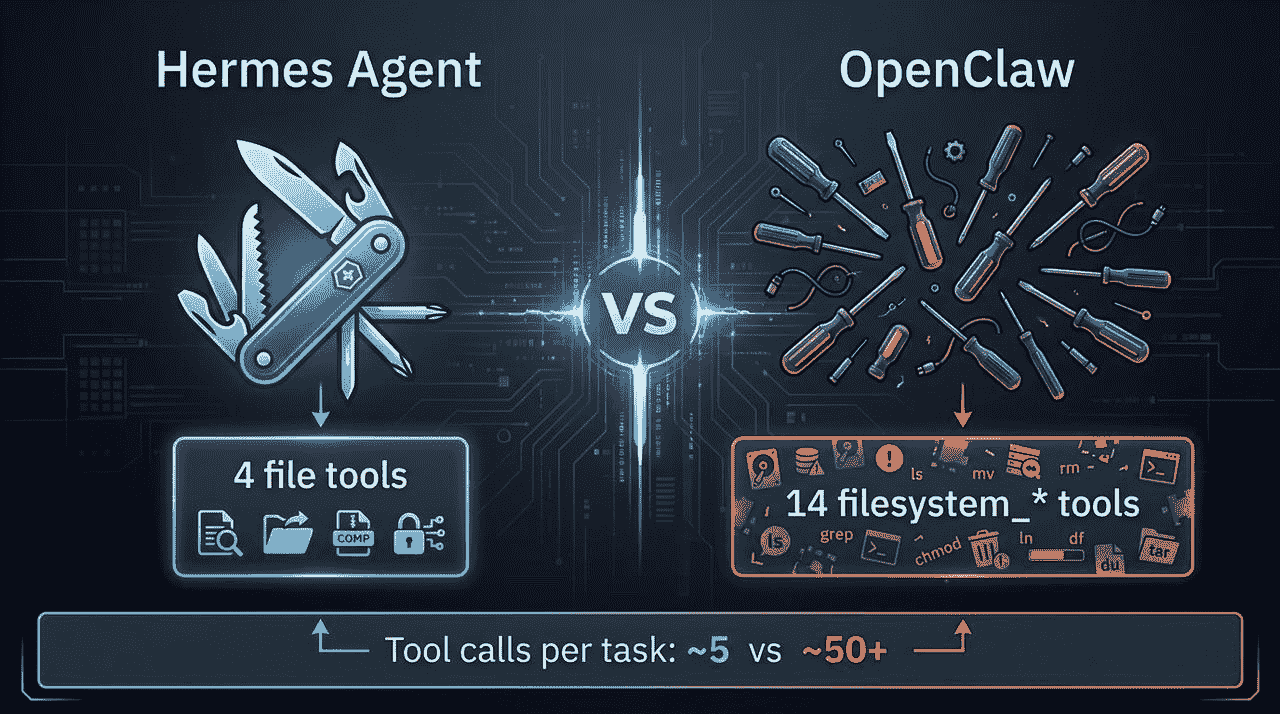 Hermes Agent
OpenClaw
VS
4 file tools
COMP
ls
mv
rm
>_
14 filesystem_* tools
ls
grep
>_
chmod
ln
df
du
tar
Tool calls per task: ~5 vs ~50+